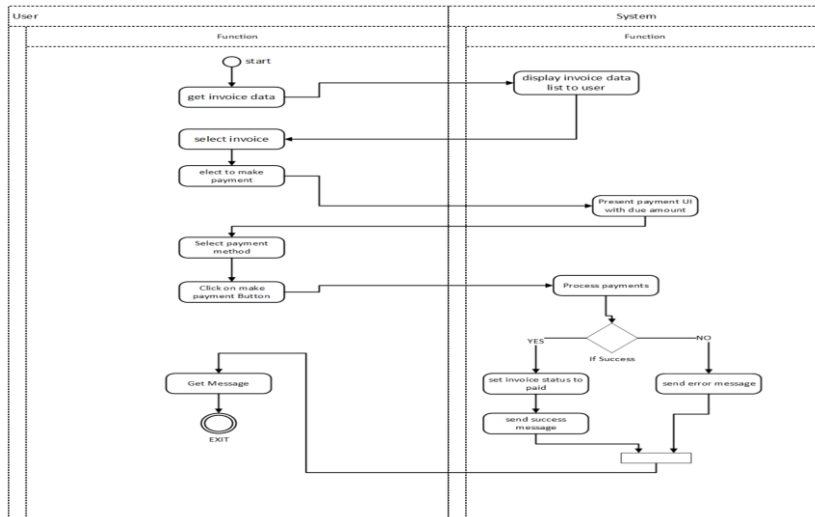 User
System
Function
Function
start
get invoice data
display invoice data
list to user
select invoice
elect to make
payment
Present payment UI
with due amount
Select payment
method
Click on make
payment Button
Process payments
YES
NO
If Success
Get Message
set invoice status to
paid
send error message
send success
message
EXIT